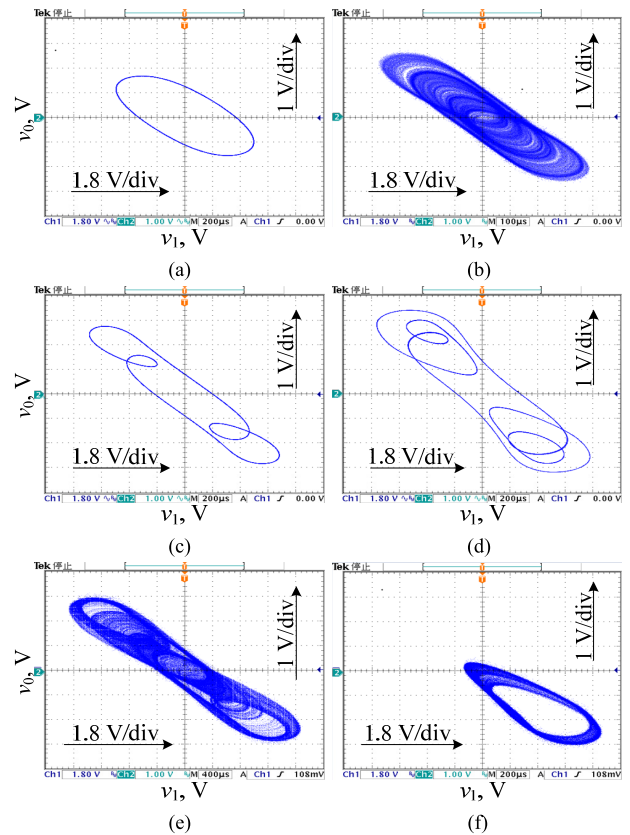 Tek 停止
T
T
2
v₀, V
1 V/div
1.8 V/div
Ch1 1.80 V Ch2 1.00 V M 200µs A Ch1 ʃ 0.00 V
v₁, V
(a)
Tek 停止
T
T
2
1 V/div
1.8 V/div
Ch1 1.80 V Ch2 1.00 V M 100µs A Ch1 ʃ 0.00 V
v₁, V
(b)
Tek 停止
T
T
2
v₀, V
1 V/div
1.8 V/div
Ch1 1.80 V Ch2 1.00 V M 200µs A Ch1 ʃ 0.00 V
v₁, V
(c)
Tek 停止
T
T
2
1 V/div
1.8 V/div
Ch1 1.80 V Ch2 1.00 V M 200µs A Ch1 ʃ 0.00 V
v₁, V
(d)
Tek 停止
T
T
2
v₀, V
1 V/div
1.8 V/div
Ch1 1.80 V Ch2 1.00 V M 400µs A Ch1 ʃ 108mV
v₁, V
(e)
Tek 停止
T
T
2
1 V/div
1.8 V/div
Ch1 1.80 V Ch2 1.00 V M 200µs A Ch1 ʃ 108mV
v₁, V
(f)